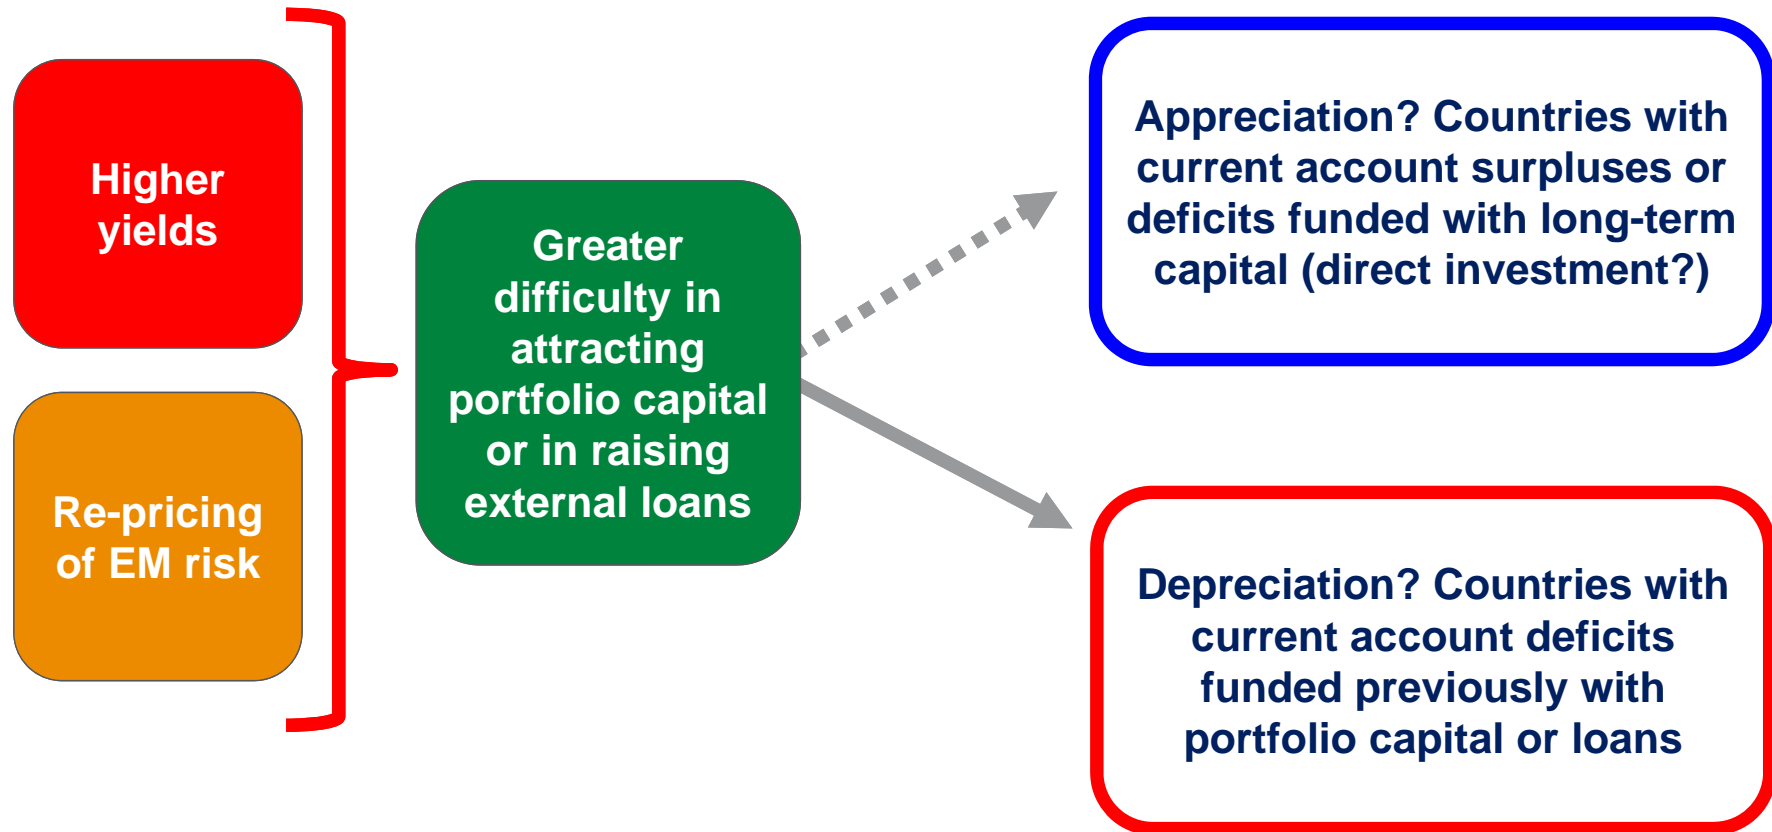 Higher
yields
Re-pricing
of EM risk
Greater
difficulty in
attracting
portfolio capital
or in raising
external loans
Appreciation? Countries with
current account surpluses or
deficits funded with long-term
capital (direct investment?)
Depreciation? Countries with
current account deficits
funded previously with
portfolio capital or loans